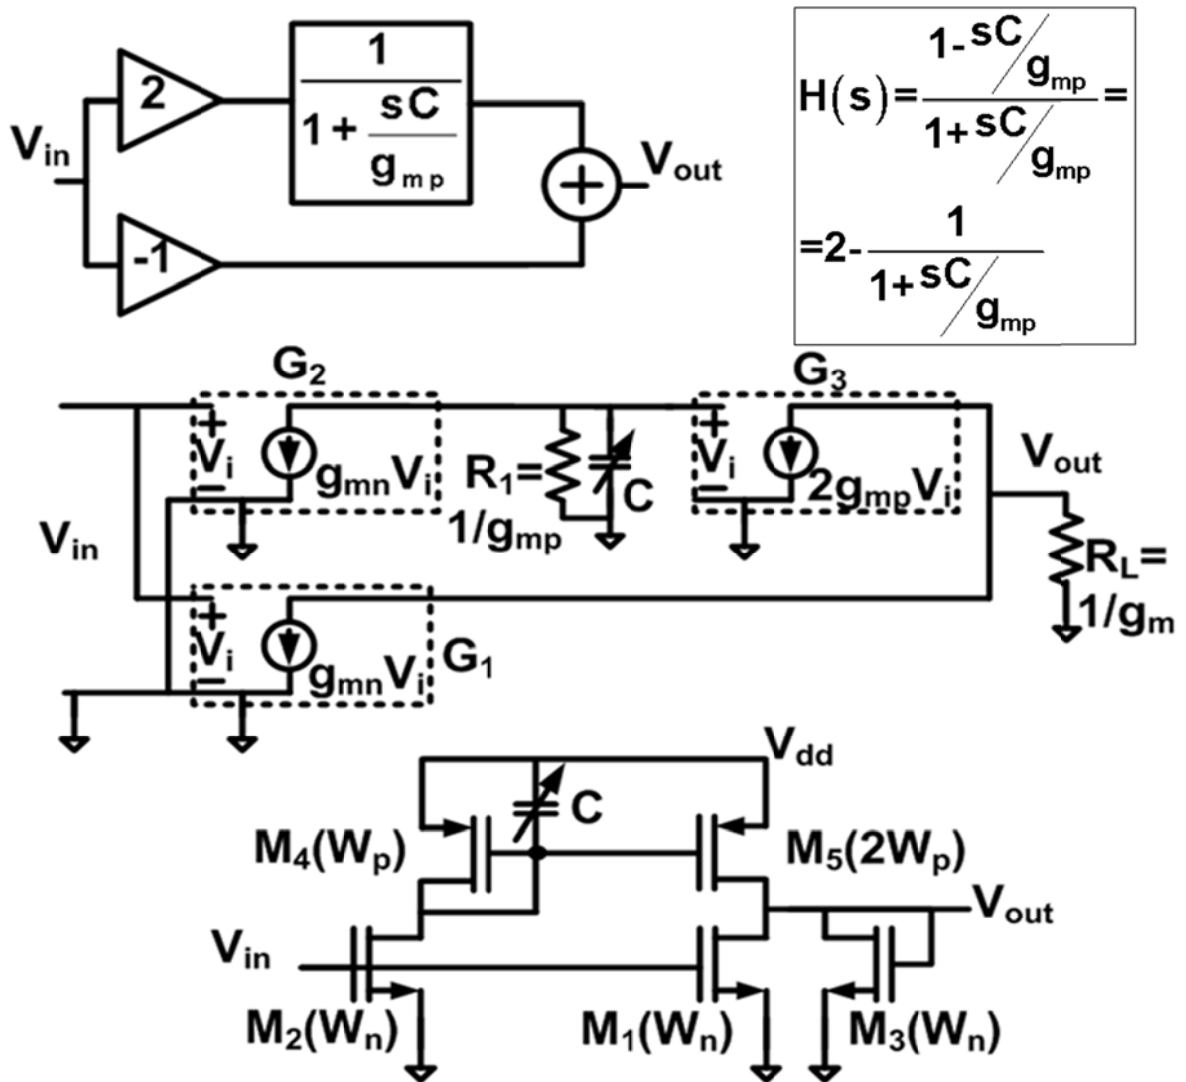 2
1
1 + sC/g_mp
V_in
V_out
+
-1
H(s)= (1-sC/g_mp)/(1+sC/g_mp) =
=2- 1/(1+sC/g_mp)
G_2
G_3
+
V_i
−
g_mnV_i
R_1=
1/g_mp
C
+
V_i
−
2g_mpV_i
V_out
V_in
R_L=
1/g_m
+
V_i
−
g_mnV_i
G_1
V_dd
C
M_4(W_p)
M_5(2W_p)
V_out
V_in
M_2(W_n)
M_1(W_n)
M_3(W_n)